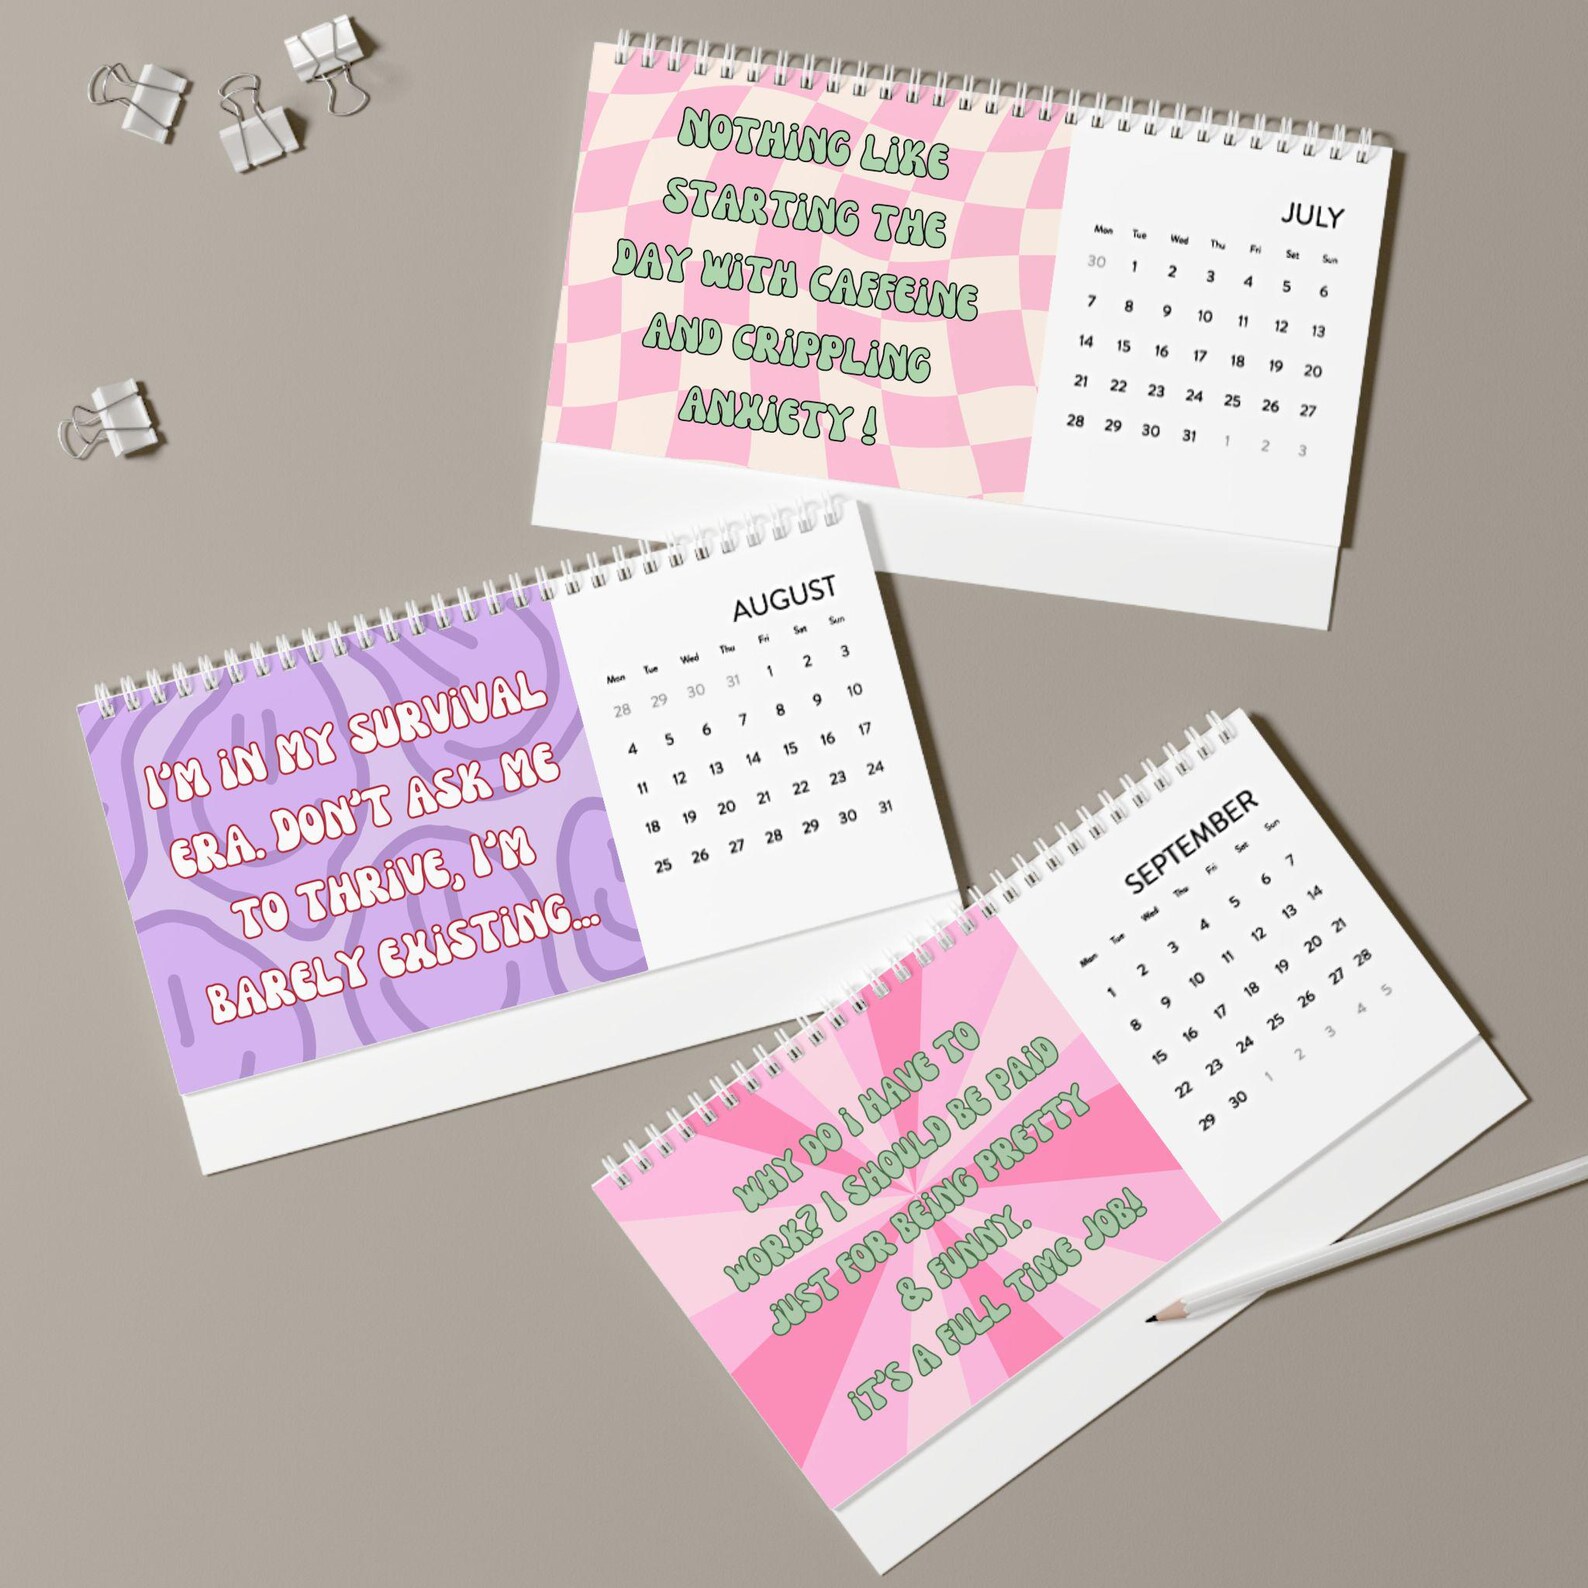 NOTHiNG LiKE
STARTiNG THE
DAY WiTH CAFFEiNE
AND CRiPPLiNG
ANXiETY !
JULY
Mon Tue Wed Thu Fri Sat Sun
30 1 2 3 4 5 6
7 8 9 10 11 12 13
14 15 16 17 18 19 20
21 22 23 24 25 26 27
28 29 30 31 1 2 3
I'M iN MY SURViVAL
ERA. DON'T ASK ME
TO THRiVE, I'M
BARELY EXiSTiNG...
AUGUST
Mon Tue Wed Thu Fri Sat Sun
28 29 30 31 1 2 3
4 5 6 7 8 9 10
11 12 13 14 15 16 17
18 19 20 21 22 23 24
25 26 27 28 29 30 31
WHY DO i HAVE TO
WORK? I SHOULD BE PAID
JUST FOR BEiNG PRETTY
& FUNNY.
iT'S A FULL TiME JOB!
SEPTEMBER
Mon Tue Wed Thu Fri Sat Sun
1 2 3 4 5 6 7
8 9 10 11 12 13 14
15 16 17 18 19 20 21
22 23 24 25 26 27 28
29 30 1 2 3 4 5